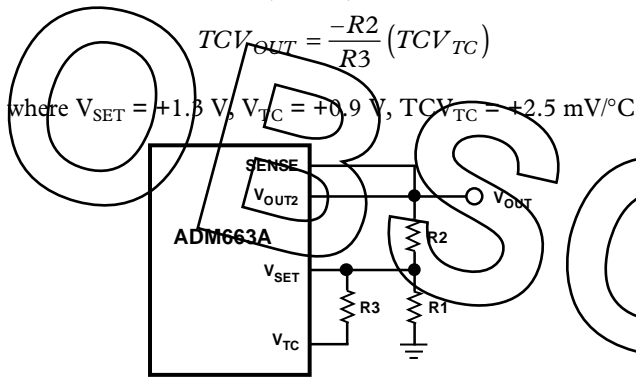 TCV_OUT = -R2/R3 (TCV_TC)
where V_SET = +1.3 V, V_TC = +0.9 V, TCV_TC = +2.5 mV/°C
SENSE
V_OUT2
V_OUT
R2
ADM663A
V_SET
R3
R1
V_TC
OBSO